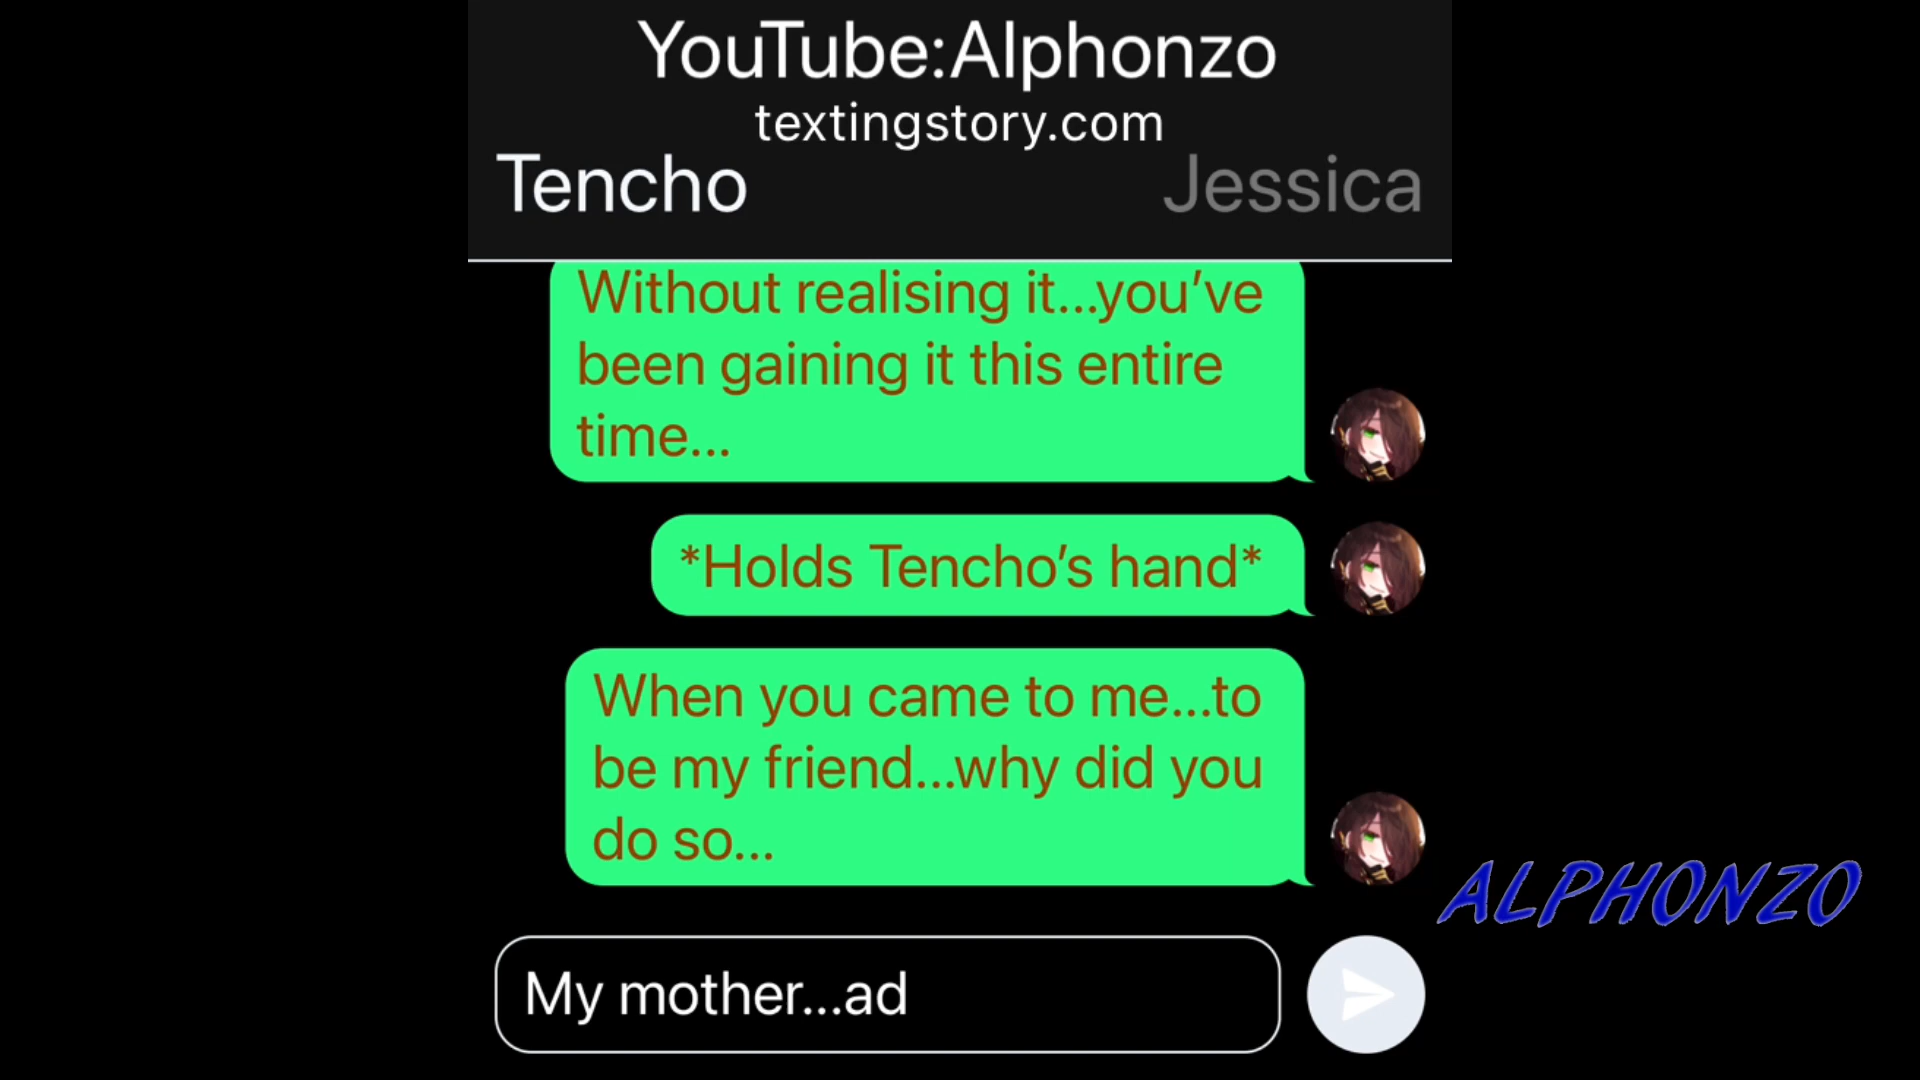 YouTube:Alphonzo
textingstory.com
Tencho
Jessica
Without realising it...you’ve
been gaining it this entire
time...
*Holds Tencho’s hand*
When you came to me...to
be my friend...why did you
do so...
ALPHONZO
My mother...ad